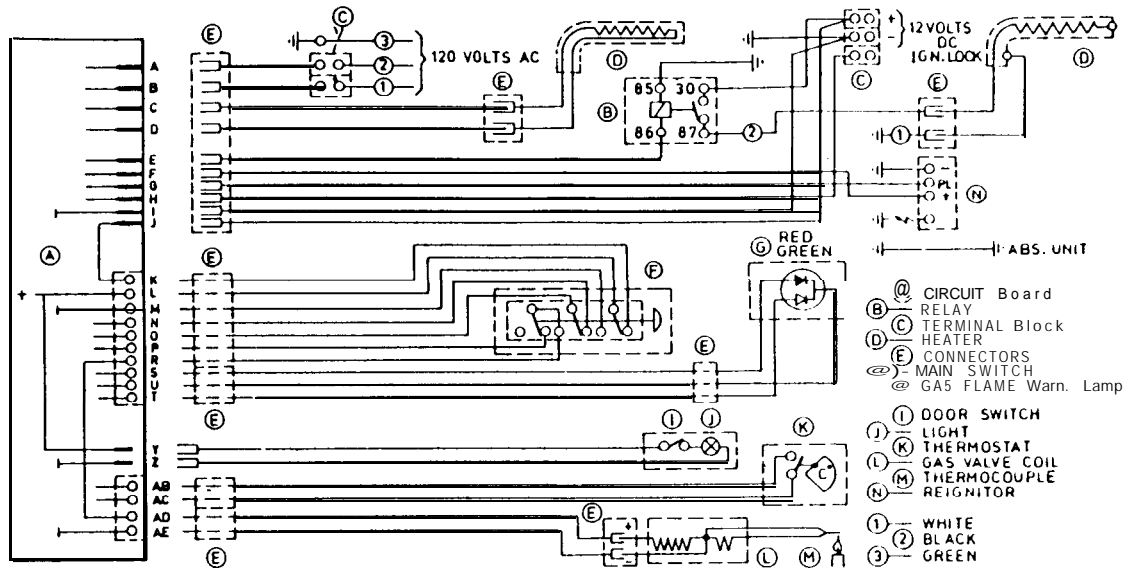 A
B
C
D
E
F
G
H
I
J
K
L
M
N
O
P
R
S
U
T
Y
Z
AB
AC
AD
AE
A
+
E
E
E
E
E
C
3
2
1
120 VOLTS AC
E
D
B
85 30
86 87
2
C
+
-
12 VOLTS
DC
IGN. LOCK
D
E
1
-
PL
+
N
ABS. UNIT
F
G RED
GREEN
E
I J
K
C
E
+
-
L
M
@ CIRCUIT Board
B RELAY
C TERMINAL Block
D HEATER
E CONNECTORS
@)- MAIN SWITCH
@ GA5 FLAME Warn. Lamp
I DOOR SWITCH
J LIGHT
K THERMOSTAT
L GAS VALVE COIL
M THERMOCOUPLE
N REIGNITOR
1 WHITE
2 BLACK
3 GREEN